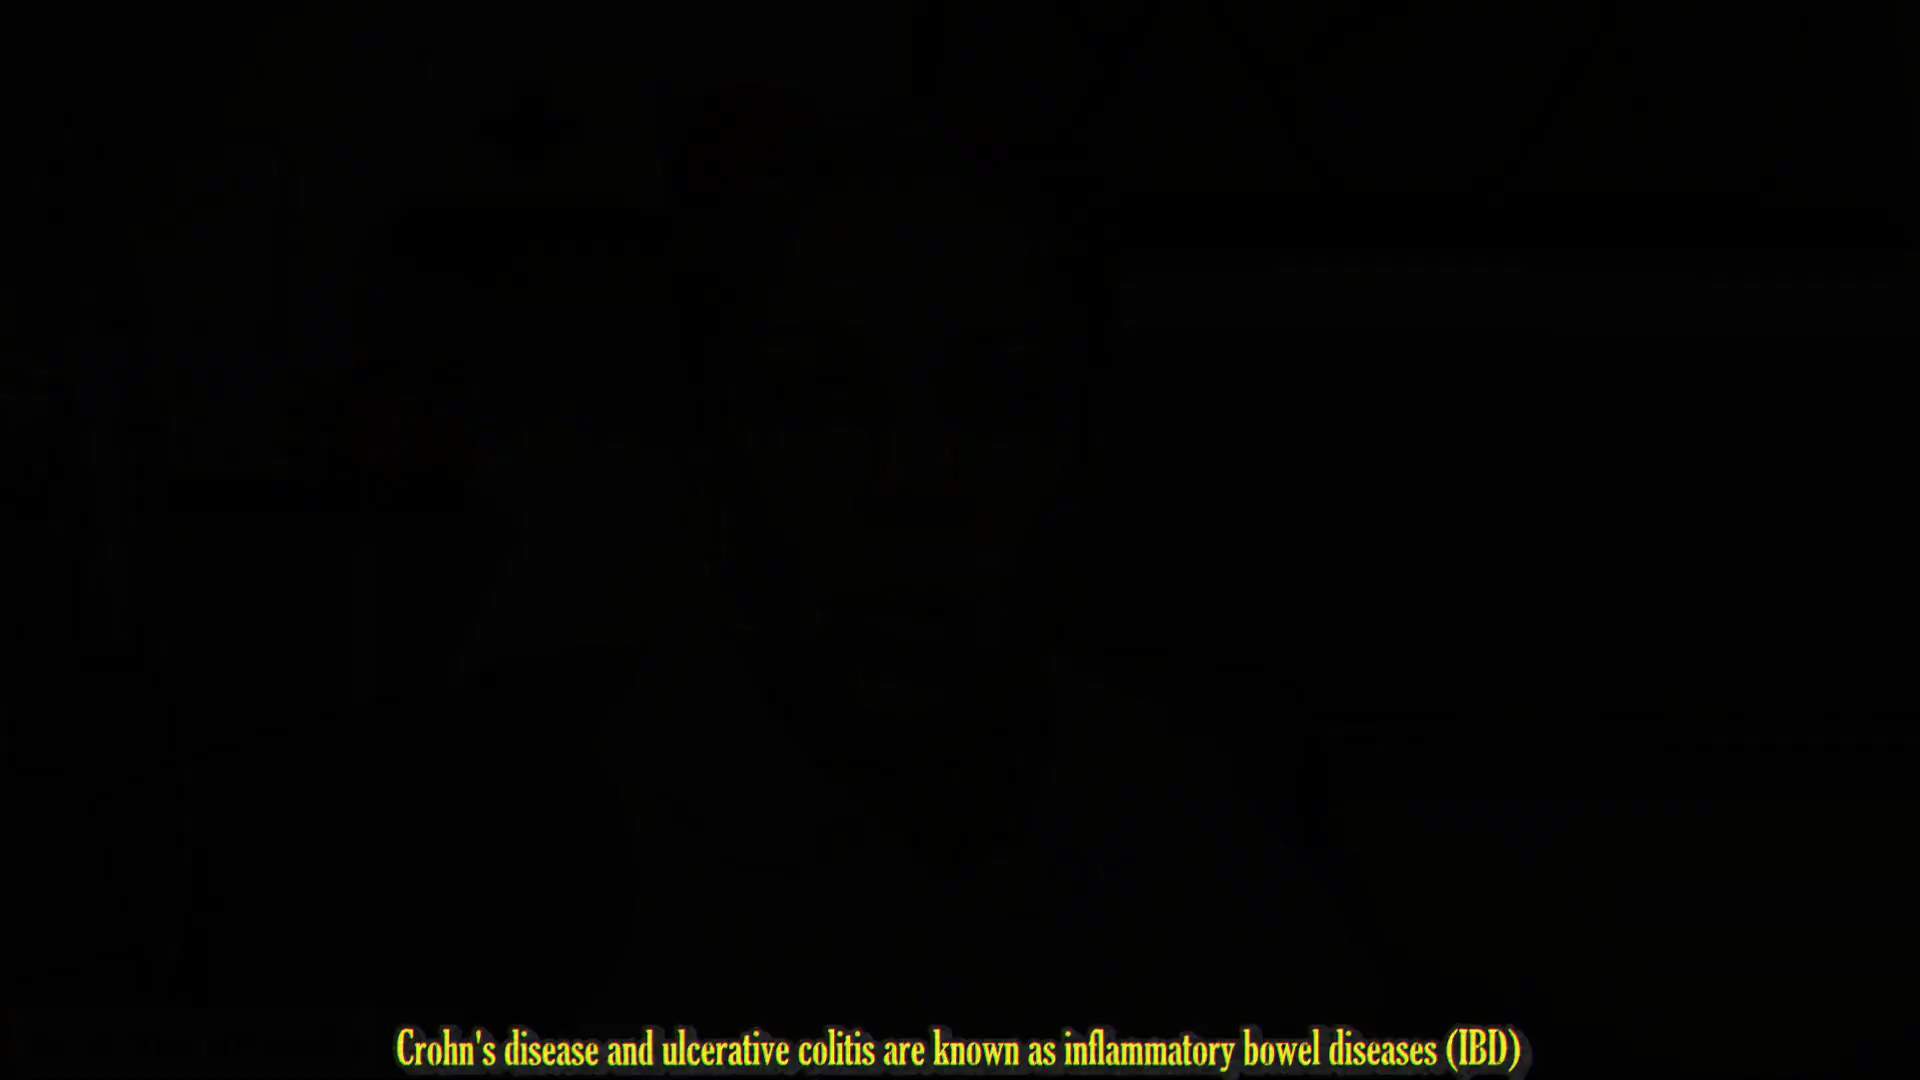 Crohn's disease and ulcerative colitis are known as inflammatory bowel diseases (IBD)